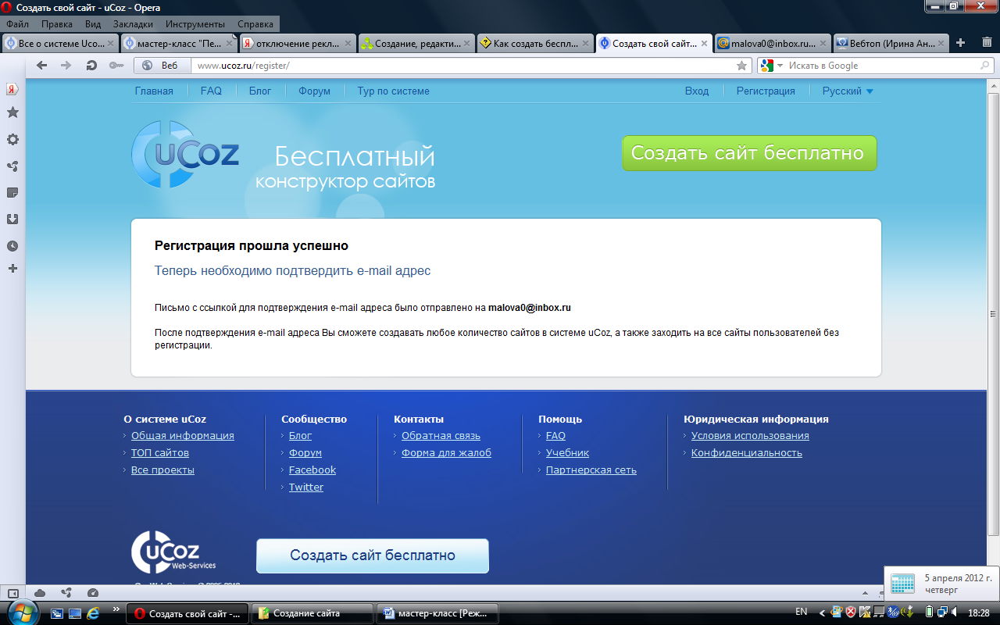 Создать свой сайт - uCoz - Opera
Файл Правка Вид Закладки Инструменты Справка
Все о системе Uco... мастер-класс "Пе... отключение рекл... Создание, редакти... Как создать беспл... Создать свой сайт... malova0@inbox.ru... Вебтоп (Ирина Ан...
Веб www.ucoz.ru/register/ Искать в Google
Главная FAQ Блог Форум Тур по системе Вход Регистрация Русский
uCoz
Бесплатный
конструктор сайтов
Создать сайт бесплатно
Регистрация прошла успешно
Теперь необходимо подтвердить e-mail адрес
Письмо с ссылкой для подтверждения e-mail адреса было отправлено на malova0@inbox.ru
После подтверждения e-mail адреса Вы сможете создавать любое количество сайтов в системе uCoz, а также заходить на все сайты пользователей без
регистрации.
О системе uCoz
Общая информация
ТОП сайтов
Все проекты
Сообщество
Блог
Форум
Facebook
Twitter
Контакты
Обратная связь
Форма для жалоб
Помощь
FAQ
Учебник
Партнерская сеть
Юридическая информация
Условия использования
Конфиденциальность
uCoz
Web-Services
Создать сайт бесплатно
5 апреля 2012 г.
четверг
Создать свой сайт -... Создание сайта мастер-класс [Реж... EN 18:28